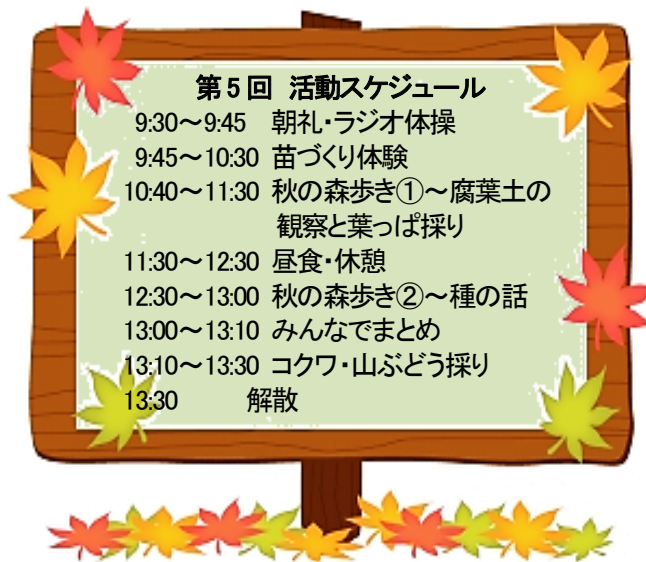 第5回 活動スケジュール
9:30～9:45 朝礼・ラジオ体操
9:45～10:30 苗づくり体験
10:40～11:30 秋の森歩き①～腐葉土の
観察と葉っぱ採り
11:30～12:30 昼食・休憩
12:30～13:00 秋の森歩き②～種の話
13:00～13:10 みんなでまとめ
13:10～13:30 コクワ・山ぶどう採り
13:30 解散